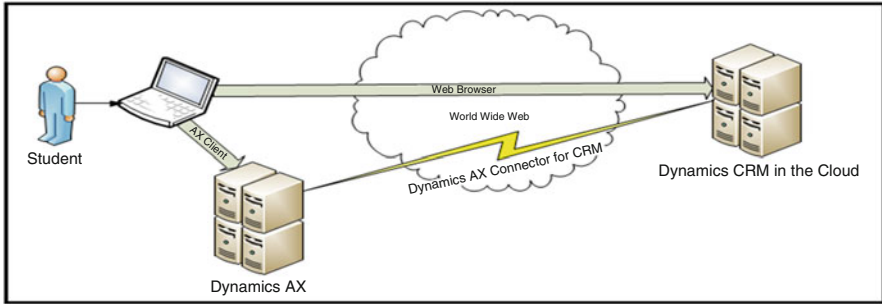 Web Browser
World Wide Web
AX Client
Student
Dynamics AX Connector for CRM
Dynamics CRM in the Cloud
Dynamics AX